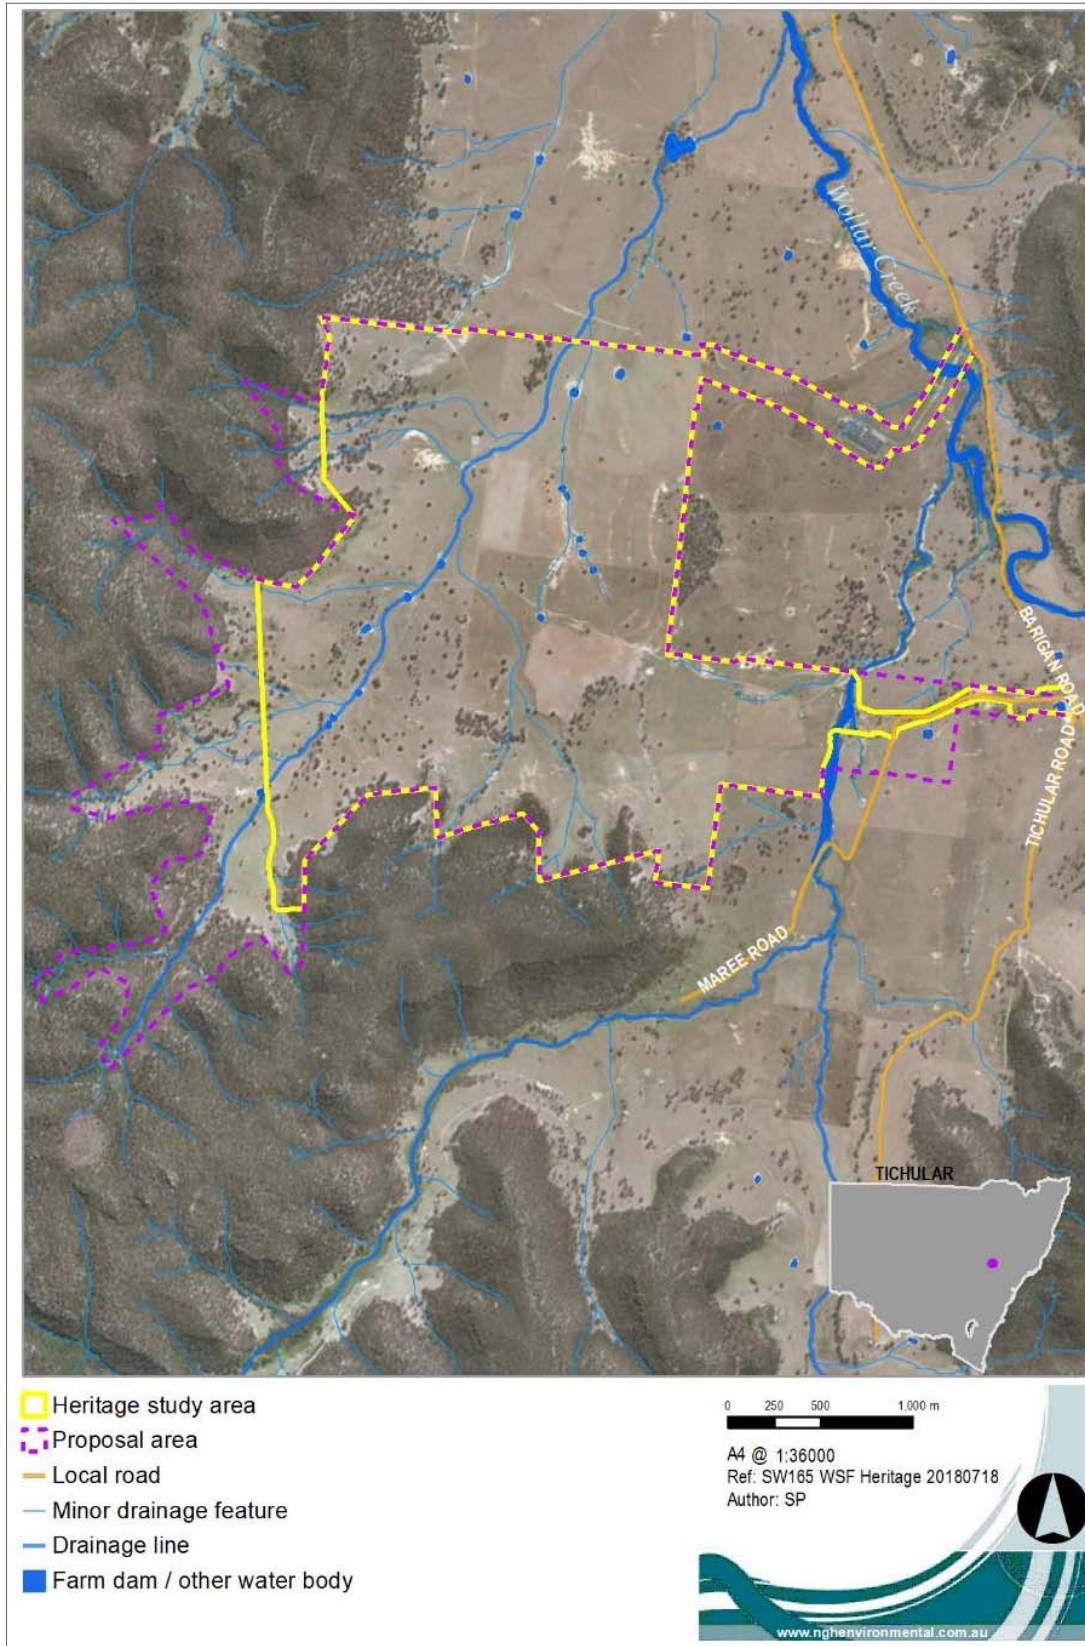 Wollar Creek
BARIGAN ROAD
TICHULAR ROAD
MAREE ROAD
TICHULAR
Heritage study area
Proposal area
Local road
Minor drainage feature
Drainage line
Farm dam / other water body
0 250 500 1,000 m
A4 @ 1:36000
Ref: SW165 WSF Heritage 20180718
Author: SP
www.nghenvironmental.com.au